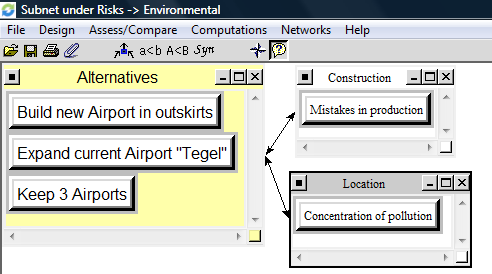 Subnet under Risks -> Environmental
File Design Assess/Compare Computations Networks Help
a<b A<B Syn ?
Alternatives
Build new Airport in outskirts
Expand current Airport "Tegel"
Keep 3 Airports
Construction
Mistakes in production
Location
Concentration of pollution